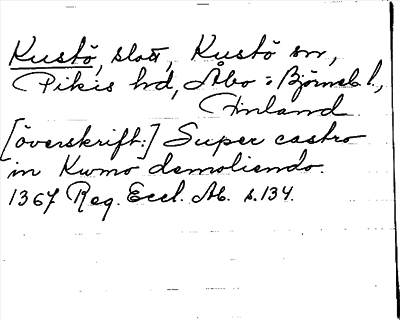 Kustö, slott, Kustö sn,
Pikis hd, Åbo = Björneb. l.,
Finland.
[överskrift:] Super castro
in Kumo demoliendo.
1367 Reg. Eccl. Ab. s. 134.